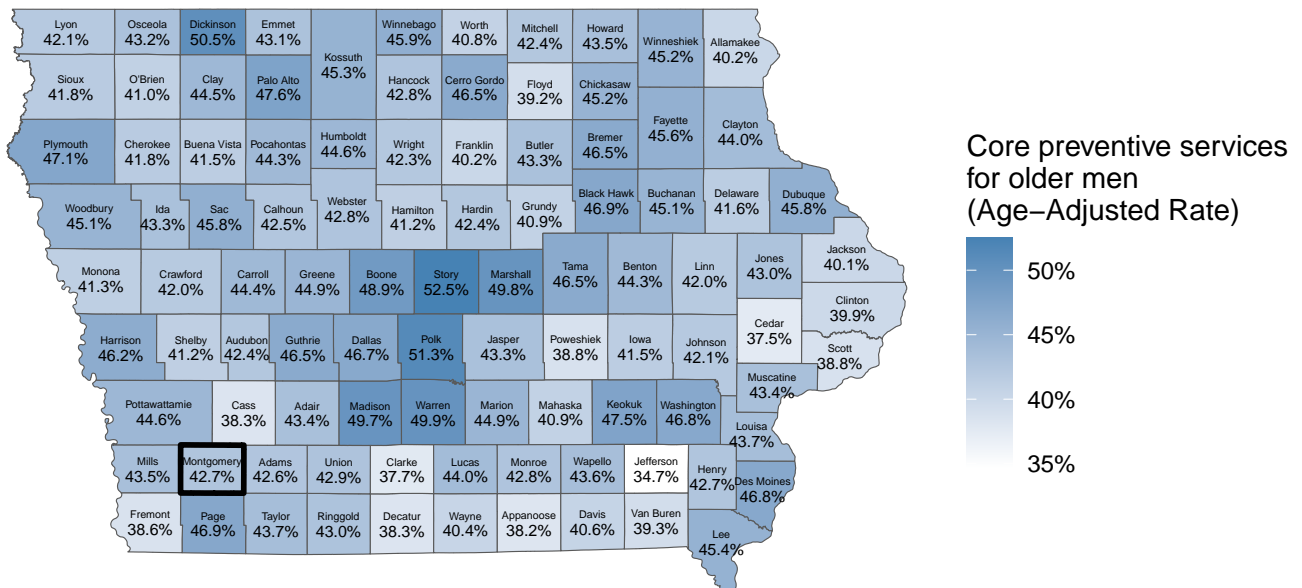 Lyon
42.1%
Osceola
43.2%
Dickinson
50.5%
Emmet
43.1%
Kossuth
45.3%
Winnebago
45.9%
Worth
40.8%
Mitchell
42.4%
Howard
43.5%
Winneshiek
45.2%
Allamakee
40.2%
Sioux
41.8%
O'Brien
41.0%
Clay
44.5%
Palo Alto
47.6%
Hancock
42.8%
Cerro Gordo
46.5%
Floyd
39.2%
Chickasaw
45.2%
Fayette
45.6%
Clayton
44.0%
Plymouth
47.1%
Cherokee
41.8%
Buena Vista
41.5%
Pocahontas
44.3%
Humboldt
44.6%
Wright
42.3%
Franklin
40.2%
Butler
43.3%
Bremer
46.5%
Woodbury
45.1%
Ida
43.3%
Sac
45.8%
Calhoun
42.5%
Webster
42.8%
Hamilton
41.2%
Hardin
42.4%
Grundy
40.9%
Black Hawk
46.9%
Buchanan
45.1%
Delaware
41.6%
Dubuque
45.8%
Monona
41.3%
Crawford
42.0%
Carroll
44.4%
Greene
44.9%
Boone
48.9%
Story
52.5%
Marshall
49.8%
Tama
46.5%
Benton
44.3%
Linn
42.0%
Jones
43.0%
Jackson
40.1%
Clinton
39.9%
Harrison
46.2%
Shelby
41.2%
Audubon
42.4%
Guthrie
46.5%
Dallas
46.7%
Polk
51.3%
Jasper
43.3%
Poweshiek
38.8%
Iowa
41.5%
Johnson
42.1%
Cedar
37.5%
Scott
38.8%
Muscatine
43.4%
Pottawattamie
44.6%
Cass
38.3%
Adair
43.4%
Madison
49.7%
Warren
49.9%
Marion
44.9%
Mahaska
40.9%
Keokuk
47.5%
Washington
46.8%
Louisa
43.7%
Mills
43.5%
Montgomery
42.7%
Adams
42.6%
Union
42.9%
Clarke
37.7%
Lucas
44.0%
Monroe
42.8%
Wapello
43.6%
Jefferson
34.7%
Henry
42.7%
Des Moines
46.8%
Fremont
38.6%
Page
46.9%
Taylor
43.7%
Ringgold
43.0%
Decatur
38.3%
Wayne
40.4%
Appanoose
38.2%
Davis
40.6%
Van Buren
39.3%
Lee
45.4%
Core preventive services
for older men
(Age−Adjusted Rate)
50%
45%
40%
35%